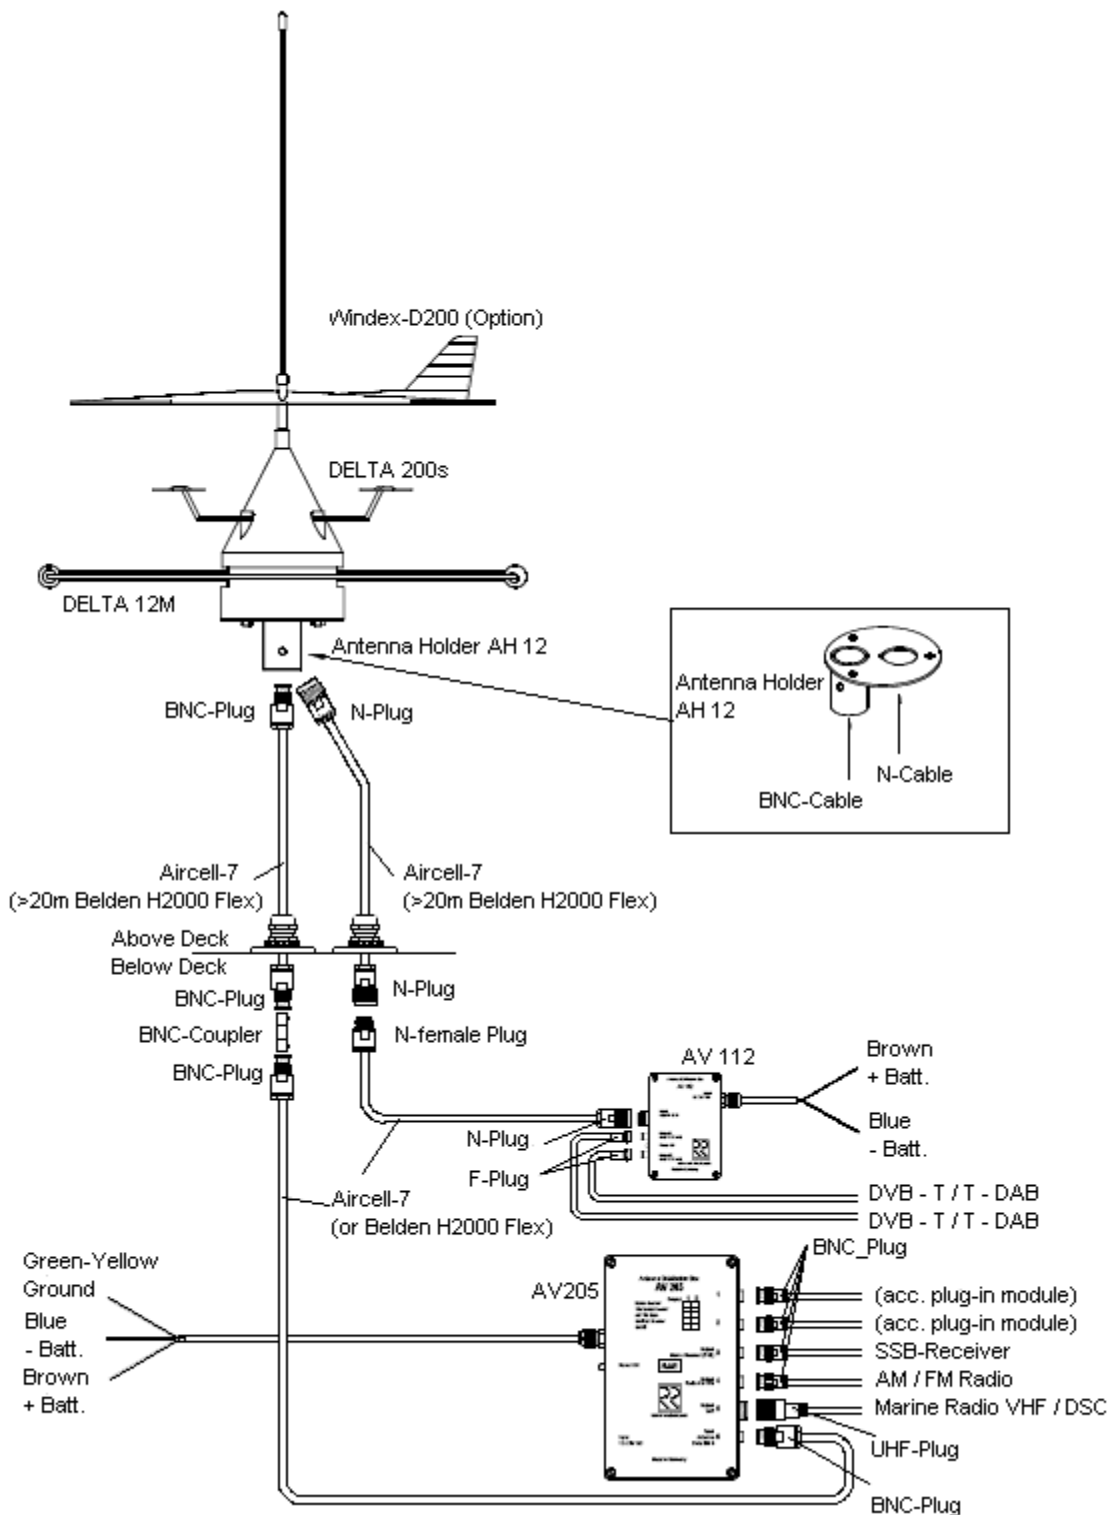 Windex-D200 (Option)
DELTA 200s
DELTA 12M
Antenna Holder AH 12
Antenna Holder
AH 12
N-Cable
BNC-Cable
BNC-Plug
N-Plug
Aircell-7
(>20m Belden H2000 Flex)
Aircell-7
(>20m Belden H2000 Flex)
Above Deck
Below Deck
BNC-Plug
N-Plug
BNC-Coupler
N-female Plug
BNC-Plug
AV 112
Brown
+ Batt.
Blue
- Batt.
N-Plug
F-Plug
DVB - T / T - DAB
DVB - T / T - DAB
Aircell-7
(or Belden H2000 Flex)
BNC_Plug
Green-Yellow
Ground
Blue
- Batt.
Brown
+ Batt.
AV205
AV 205
(acc. plug-in module)
(acc. plug-in module)
SSB-Receiver
AM / FM Radio
Marine Radio VHF / DSC
UHF-Plug
BNC-Plug